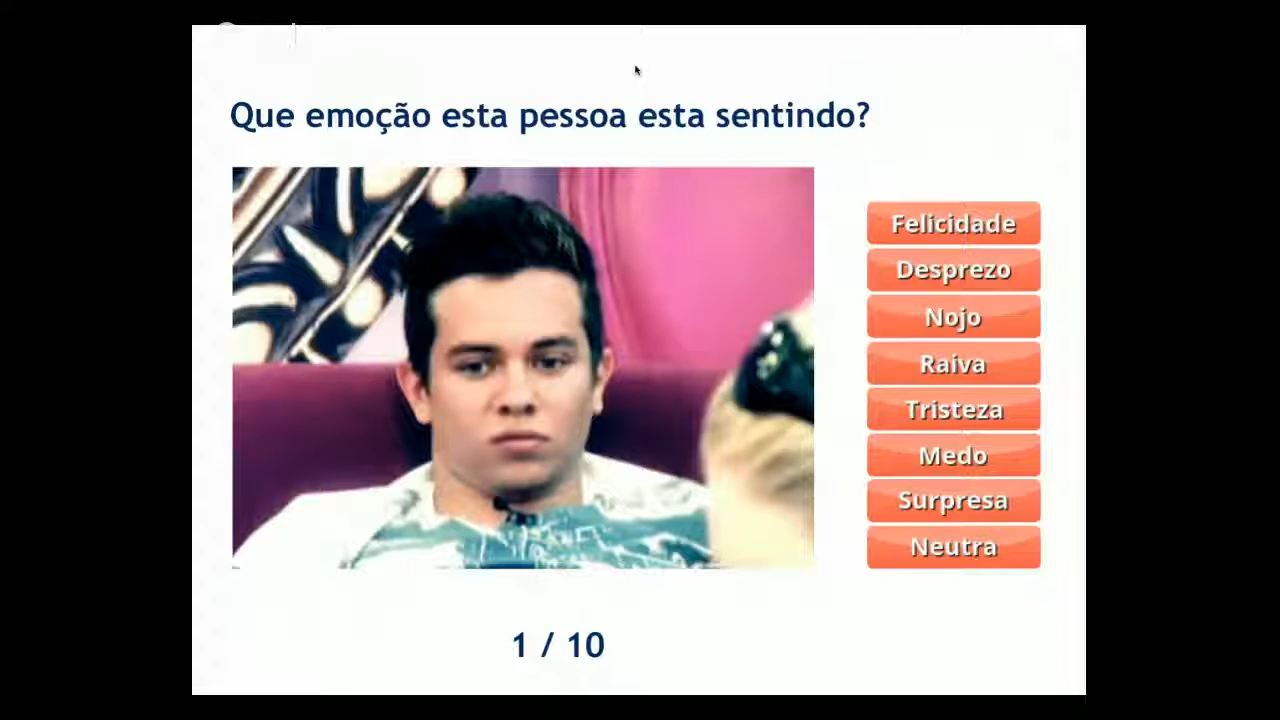 Que emoção esta pessoa esta sentindo?
Felicidade
Desprezo
Nojo
Raiva
Tristeza
Medo
Surpresa
Neutra
1 / 10